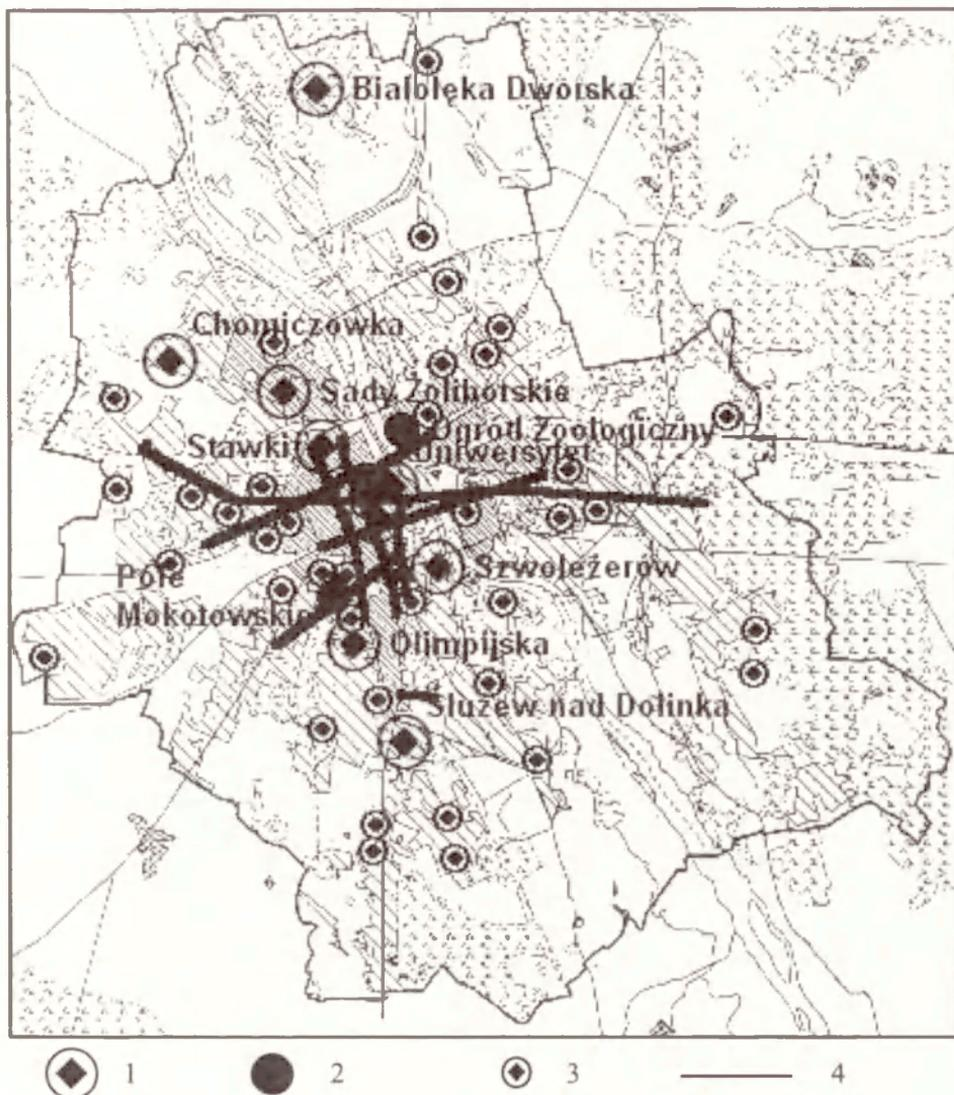 Białołęka Dworska
Chomiczówka
Sady Żoliborskie
Ogród Zoologiczny
Stawki
Uniwersytet
Szwoleżerów
Pole
Mokotowskie
Olimpijska
Służew nad Dolinką
1 2 3 4